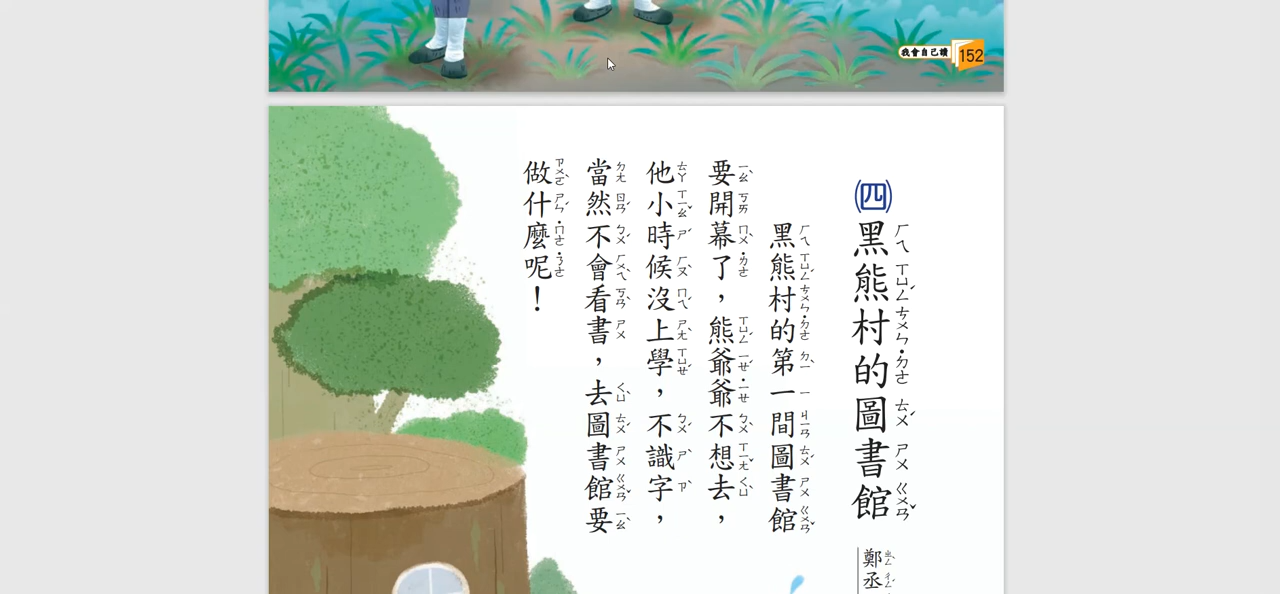 我會自己讀
152
(四)黑熊村的圖書館
鄭丞
黑熊村的第一間圖書館
要開幕了，熊爺爺不想去，
他小時候沒上學，不識字，
當然不會看書，去圖書館要
做什麼呢！